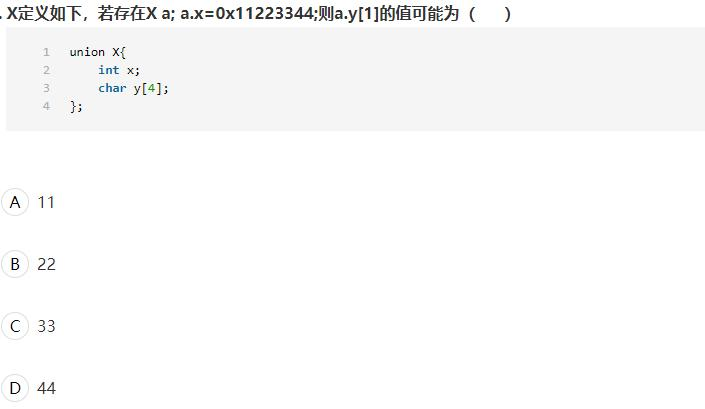 . X定义如下，若存在X a; a.x=0x11223344;则a.y[1]的值可能为（　　）
1 union X{
2 int x;
3 char y[4];
4 };
A 11
B 22
C 33
D 44